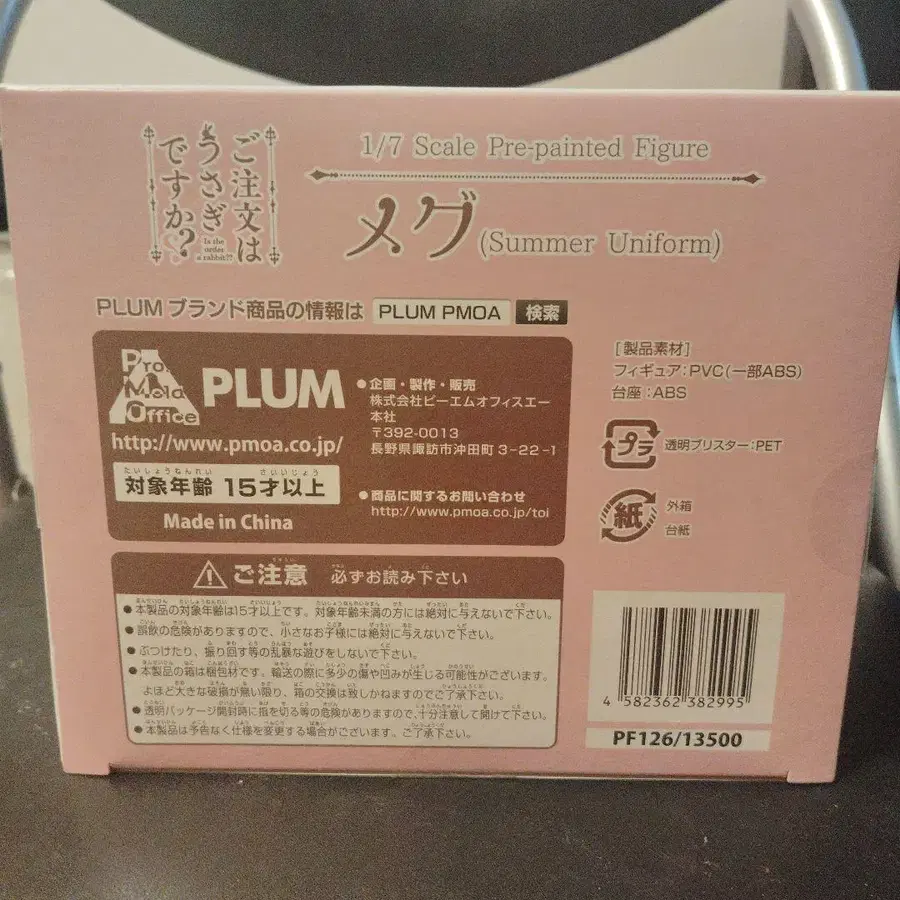 ご注文は
うさぎ
ですか?
Is the
order
a rabbit??
1/7 Scale Pre-painted Figure
メグ(Summer Uniform)
PLUM ブランド商品の情報は PLUM PMOA 検索
Pro
Mold
Office
PLUM
http://www.pmoa.co.jp/
たいしょうねんれい さいいじょう
対象年齢 15才以上
Made in China
●企画・製作・販売
株式会社ピーエムオフィスエー
本社
〒392-0013
長野県諏訪市沖田町 3-22-1
●商品に関するお問い合わせ
http://www.pmoa.co.jp/toi
[製品素材]
フィギュア:PVC(一部ABS)
台座:ABS
プラ 透明ブリスター:PET
紙 外箱
台紙
ご注意 必ずお読み下さい
●本製品の対象年齢は15才以上です。対象年齢未満の方には絶対に与えないで下さい。
●誤飲の危険がありますので、小さなお子様には絶対に与えないで下さい。
●ぶつけたり、振り回す等の乱暴な遊びをしないで下さい。
●本製品の箱は梱包材です。輸送の際に多少の傷や凹みが生じる可能性がございます。
よほど大きな破損が無い限り、箱の交換は致しかねますのでご了承下さい。
●透明パッケージ開封時に指を切る等の危険がありますので、十分注意して開けて下さい。
●本製品は予告なく仕様を変更する場合がございます。ご了承下さい。
4 582362 382995
PF126/13500